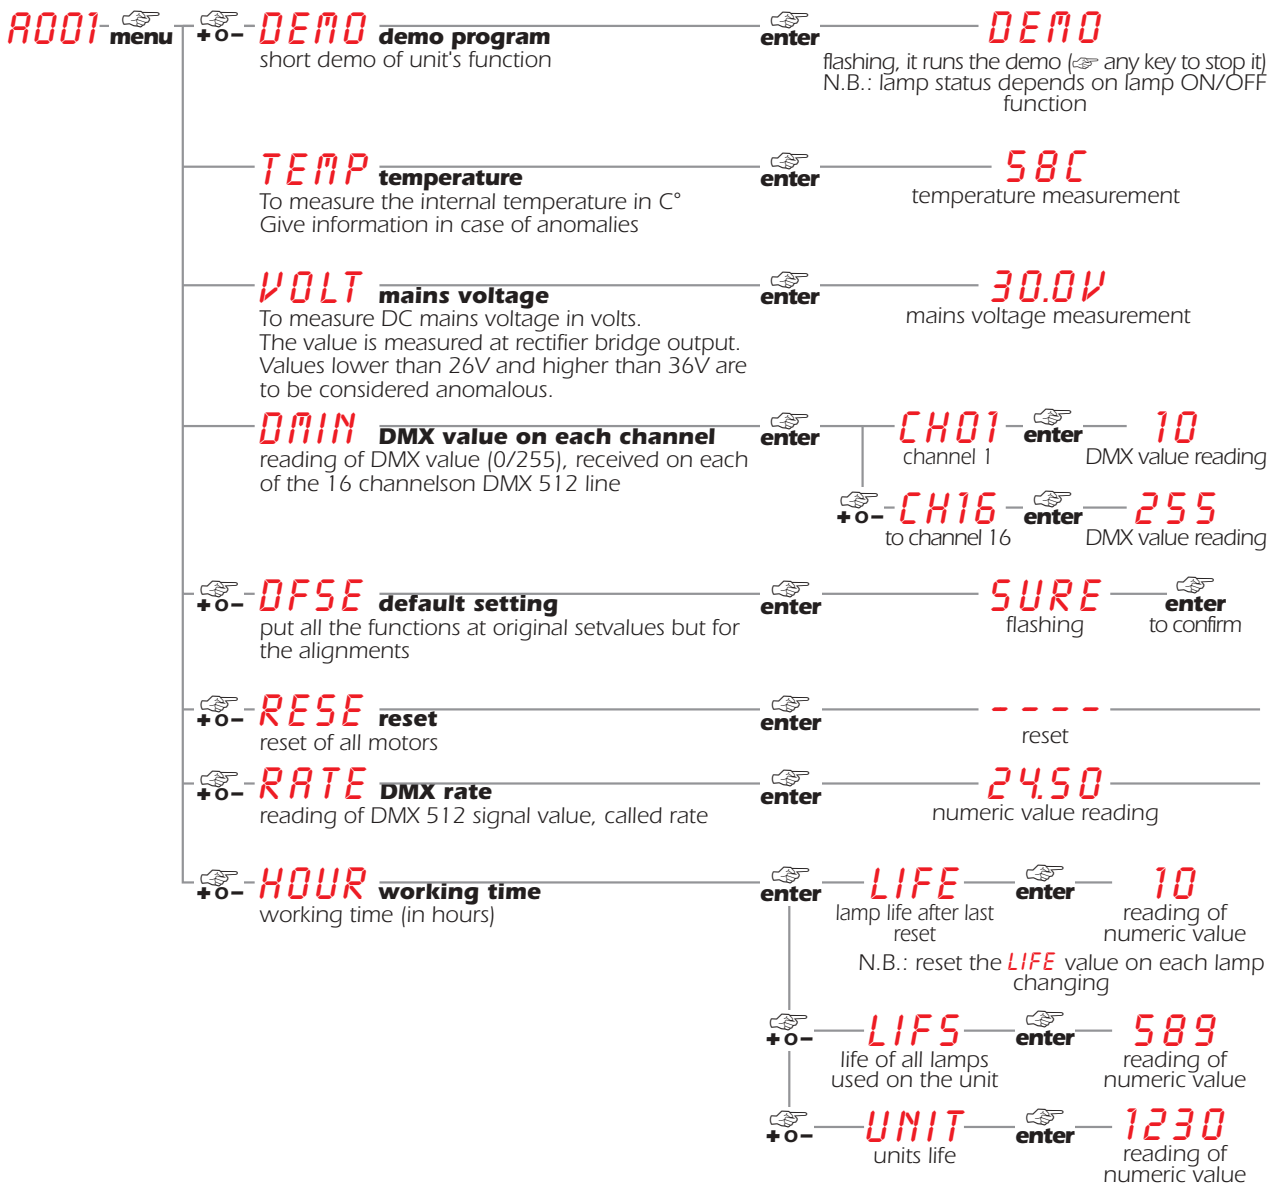 A001 menu + o - DEMO demo program enter DEMO
short demo of unit's function
flashing, it runs the demo (☞ any key to stop it)
N.B.: lamp status depends on lamp ON/OFF
function
TEMP temperature enter 58C
To measure the internal temperature in C°
Give information in case of anomalies
temperature measurement
VOLT mains voltage enter 30.0V
To measure DC mains voltage in volts.
The value is measured at rectifier bridge output.
Values lower than 26V and higher than 36V are
to be considered anomalous.
mains voltage measurement
DMIN DMX value on each channel enter CH01 enter 10
reading of DMX value (0/255), received on each
of the 16 channelson DMX 512 line
channel 1
DMX value reading
+ o - CH16 enter 255
to channel 16
DMX value reading
+ o - DFSE default setting enter SURE enter
put all the functions at original setvalues but for
the alignments
flashing
to confirm
+ o - RESE reset enter - - - -
reset of all motors
reset
+ o - RATE DMX rate enter 24.50
reading of DMX 512 signal value, called rate
numeric value reading
+ o - HOUR working time enter LIFE enter 10
working time (in hours)
lamp life after last
reset
reading of
numeric value
N.B.: reset the LIFE value on each lamp
changing
+ o - LIFS enter 589
life of all lamps
used on the unit
reading of
numeric value
+ o - UNIT enter 1230
units life
reading of
numeric value